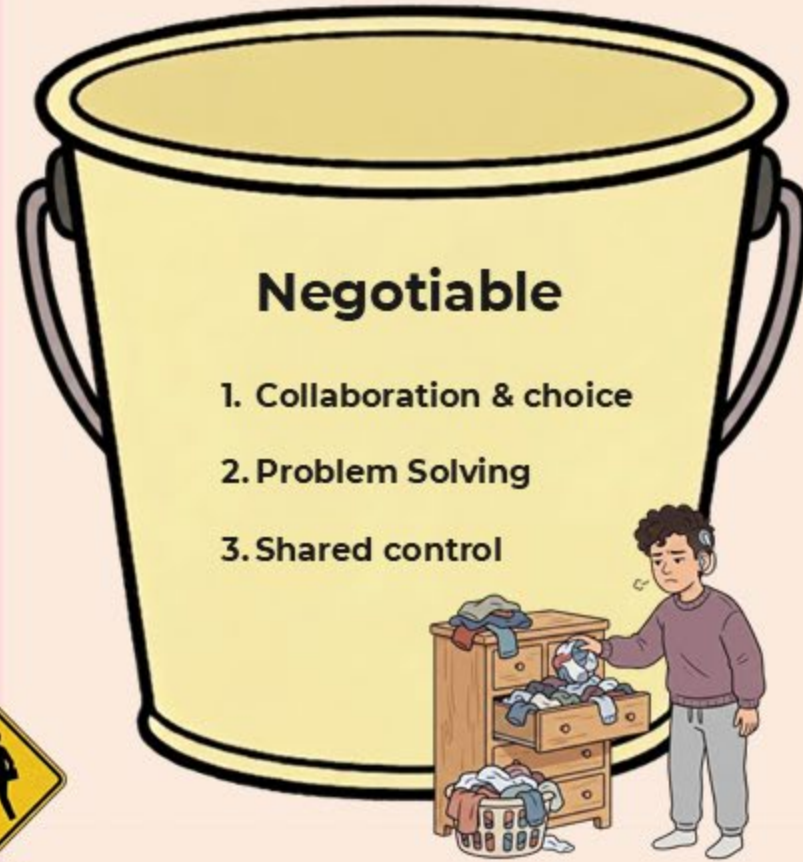 Negotiable
1. Collaboration & choice
2. Problem Solving
3. Shared control